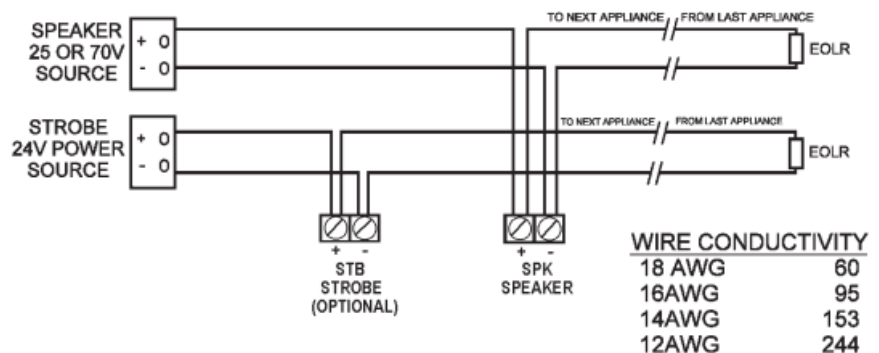 SPEAKER
25 OR 70V
SOURCE
+ O
- O
TO NEXT APPLIANCE
FROM LAST APPLIANCE
EOLR
STROBE
24V POWER
SOURCE
+ O
- O
TO NEXT APPLIANCE
FROM LAST APPLIANCE
EOLR
+ -
STB
STROBE
(OPTIONAL)
+ -
SPK
SPEAKER
WIRE CONDUCTIVITY
18 AWG 60
16AWG 95
14AWG 153
12AWG 244